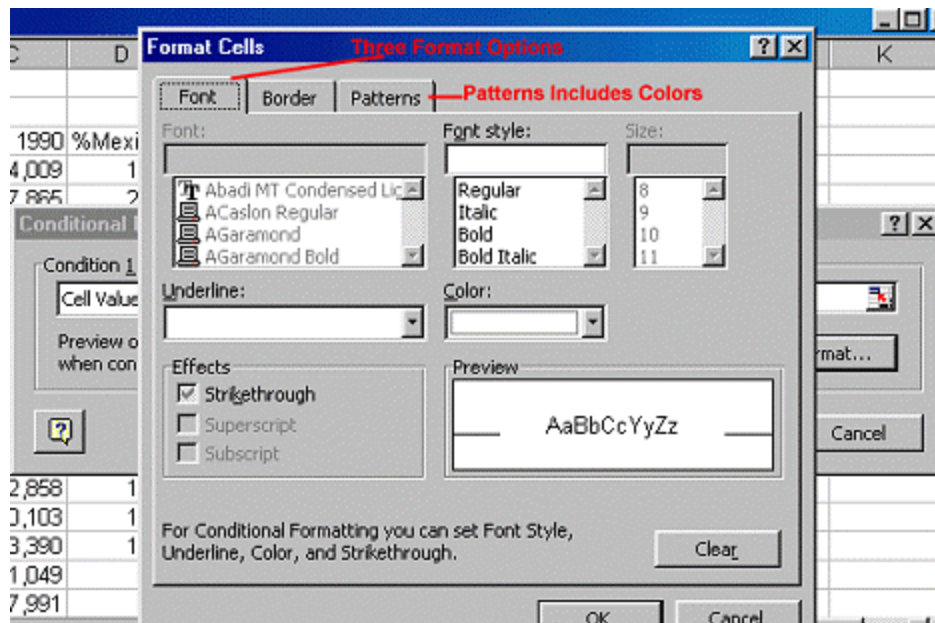 Format Cells Three Format Options
C D K
Font Border Patterns Patterns Includes Colors
Font: Font style: Size:
1990 %Mexi
4,009 1
7,865 2
Abadi MT Condensed Lig
ACaslon Regular
AGaramond
AGaramond Bold
Regular
Italic
Bold
Bold Italic
8
9
10
11
Conditional
Condition 1
Cell Value
Preview o
when con
rmat...
Cancel
Underline: Color:
Effects
Strikethrough
Superscript
Subscript
Preview
AaBbCcYyZz
2,858 1
0,103 1
3,390 1
1,049
7,991
For Conditional Formatting you can set Font Style,
Underline, Color, and Strikethrough.
Clear
OK Cancel